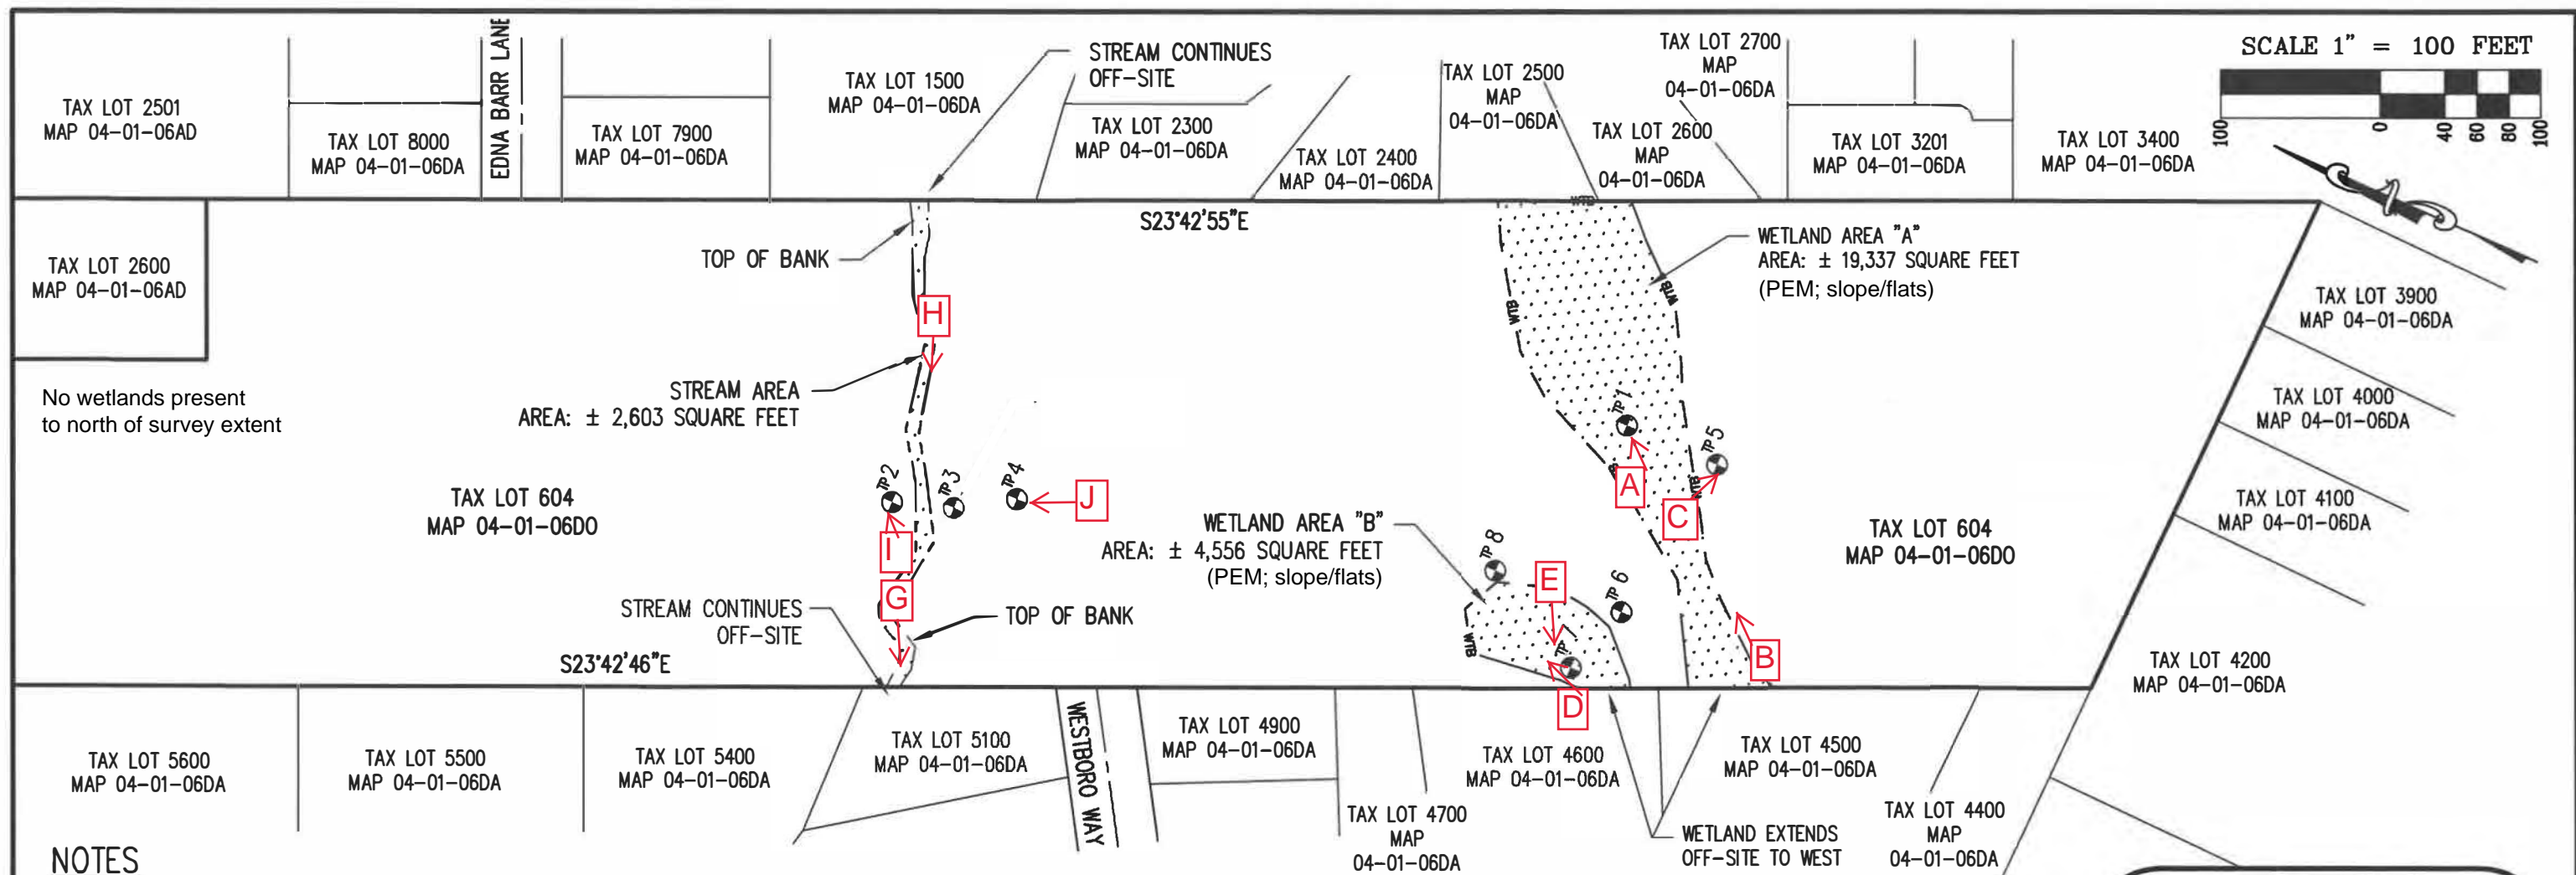 TAX LOT 2501
MAP 04-01-06AD
TAX LOT 8000
MAP 04-01-06DA
EDNA BARR LANE
TAX LOT 7900
MAP 04-01-06DA
TAX LOT 1500
MAP 04-01-06DA
STREAM CONTINUES
OFF-SITE
TAX LOT 2300
MAP 04-01-06DA
TAX LOT 2400
MAP 04-01-06DA
TAX LOT 2500
MAP
04-01-06DA
TAX LOT 2700
MAP
04-01-06DA
TAX LOT 2600
MAP
04-01-06DA
TAX LOT 3201
MAP 04-01-06DA
TAX LOT 3400
MAP 04-01-06DA
SCALE 1" = 100 FEET
100
0
40
60
80
100
TAX LOT 2600
MAP 04-01-06AD
S23°42'55"E
TOP OF BANK
WTB
WETLAND AREA "A"
AREA: ± 19,337 SQUARE FEET
(PEM; slope/flats)
WTB
WTB
H
No wetlands present
to north of survey extent
STREAM AREA
AREA: ± 2,603 SQUARE FEET
TAX LOT 3900
MAP 04-01-06DA
TAX LOT 4000
MAP 04-01-06DA
TAX LOT 4100
MAP 04-01-06DA
TAX LOT 4200
MAP 04-01-06DA
TAX LOT 604
MAP 04-01-06DO
TP 2
TP 3
TP 4
J
I
G
TP 1
A
TP 5
WTB
C
WETLAND AREA "B"
AREA: ± 4,556 SQUARE FEET
(PEM; slope/flats)
TP 8
E
TP 6
WTB
TP 7
D
B
TAX LOT 604
MAP 04-01-06DO
STREAM CONTINUES
OFF-SITE
TOP OF BANK
S23°42'46"E
TAX LOT 5600
MAP 04-01-06DA
TAX LOT 5500
MAP 04-01-06DA
TAX LOT 5400
MAP 04-01-06DA
TAX LOT 5100
MAP 04-01-06DA
WESTBORO WAY
TAX LOT 4900
MAP 04-01-06DA
TAX LOT 4700
MAP
04-01-06DA
TAX LOT 4600
MAP 04-01-06DA
TAX LOT 4500
MAP 04-01-06DA
WETLAND EXTENDS
OFF-SITE TO WEST
TAX LOT 4400
MAP
04-01-06DA
NOTES